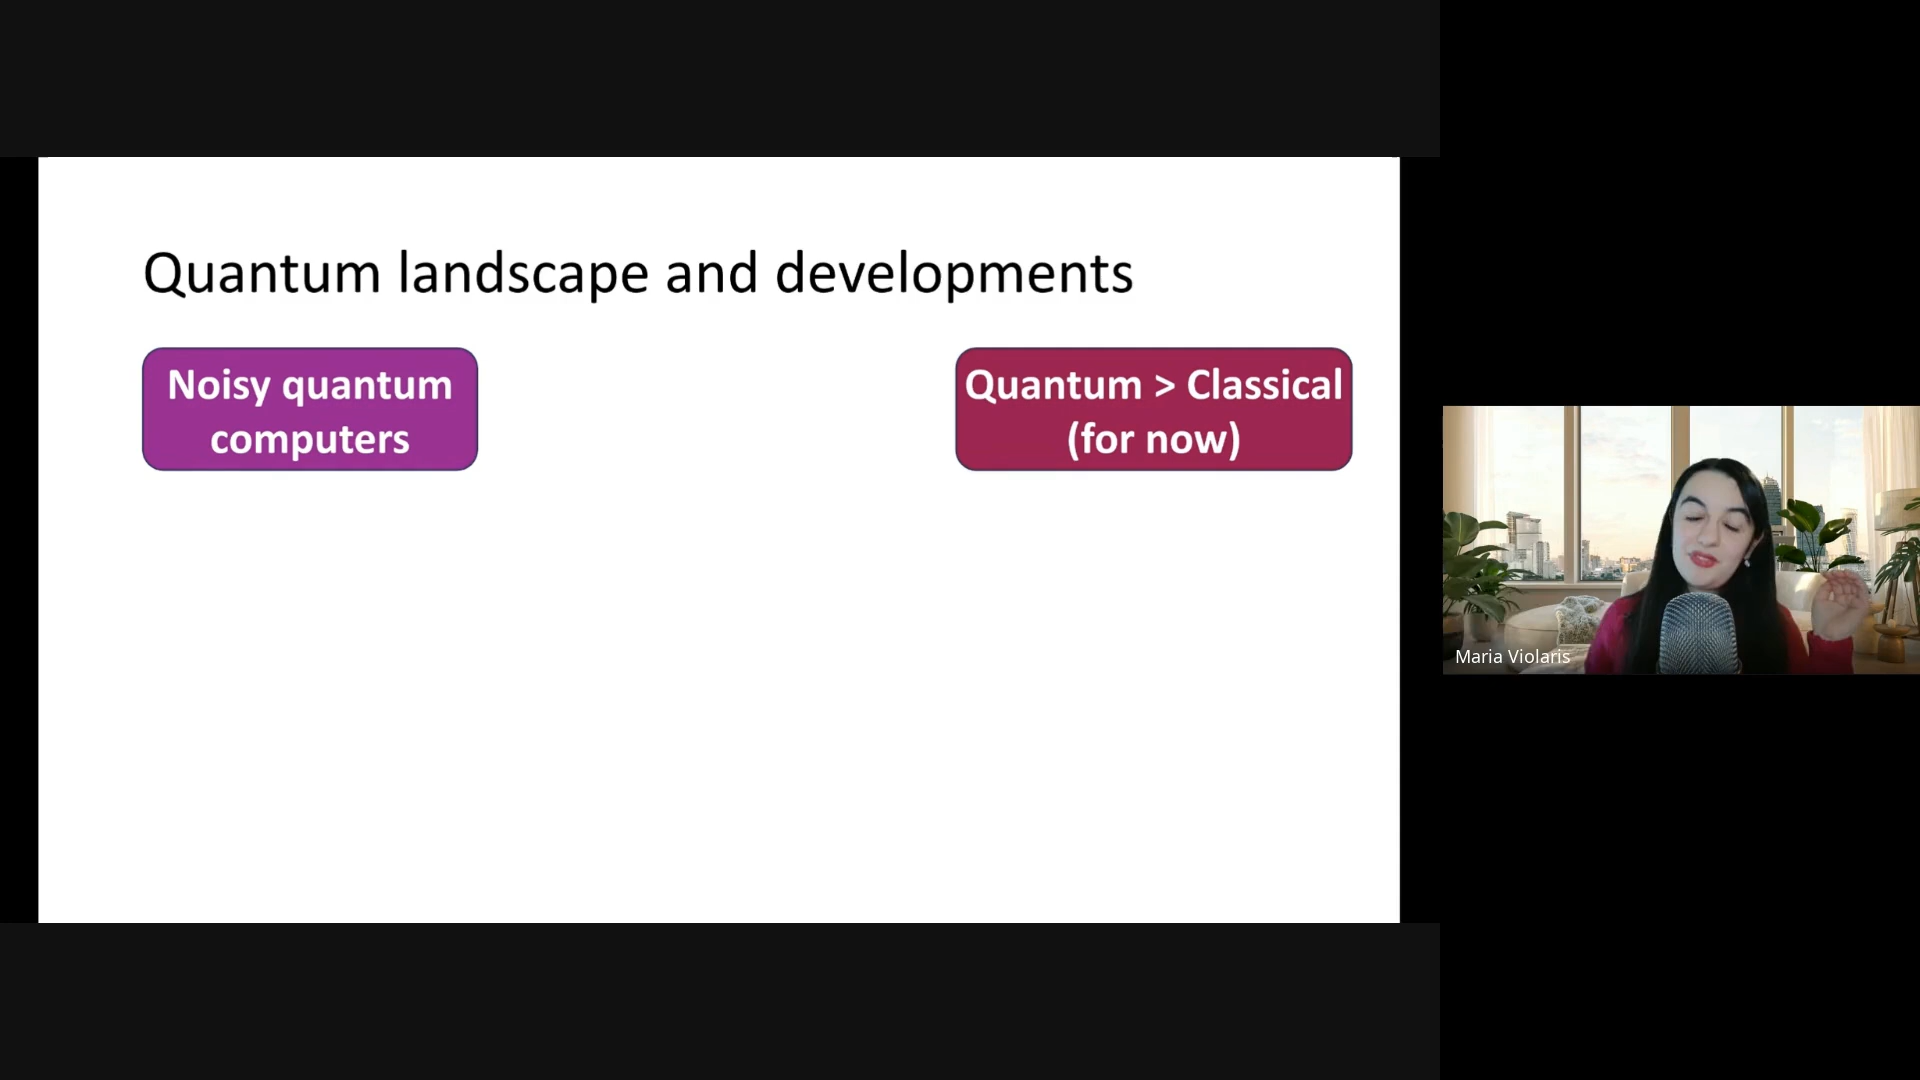 Quantum landscape and developments
Noisy quantum
computers
Quantum > Classical
(for now)
Maria Violaris